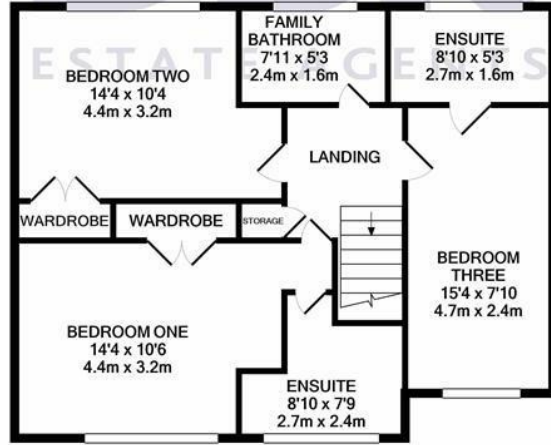 ESTATE AGENTS
BEDROOM TWO
14'4 x 10'4
4.4m x 3.2m
FAMILY
BATHROOM
7'11 x 5'3
2.4m x 1.6m
ENSUITE
8'10 x 5'3
2.7m x 1.6m
LANDING
WARDROBE
WARDROBE
STORAGE
BEDROOM
THREE
15'4 x 7'10
4.7m x 2.4m
BEDROOM ONE
14'4 x 10'6
4.4m x 3.2m
ENSUITE
8'10 x 7'9
2.7m x 2.4m